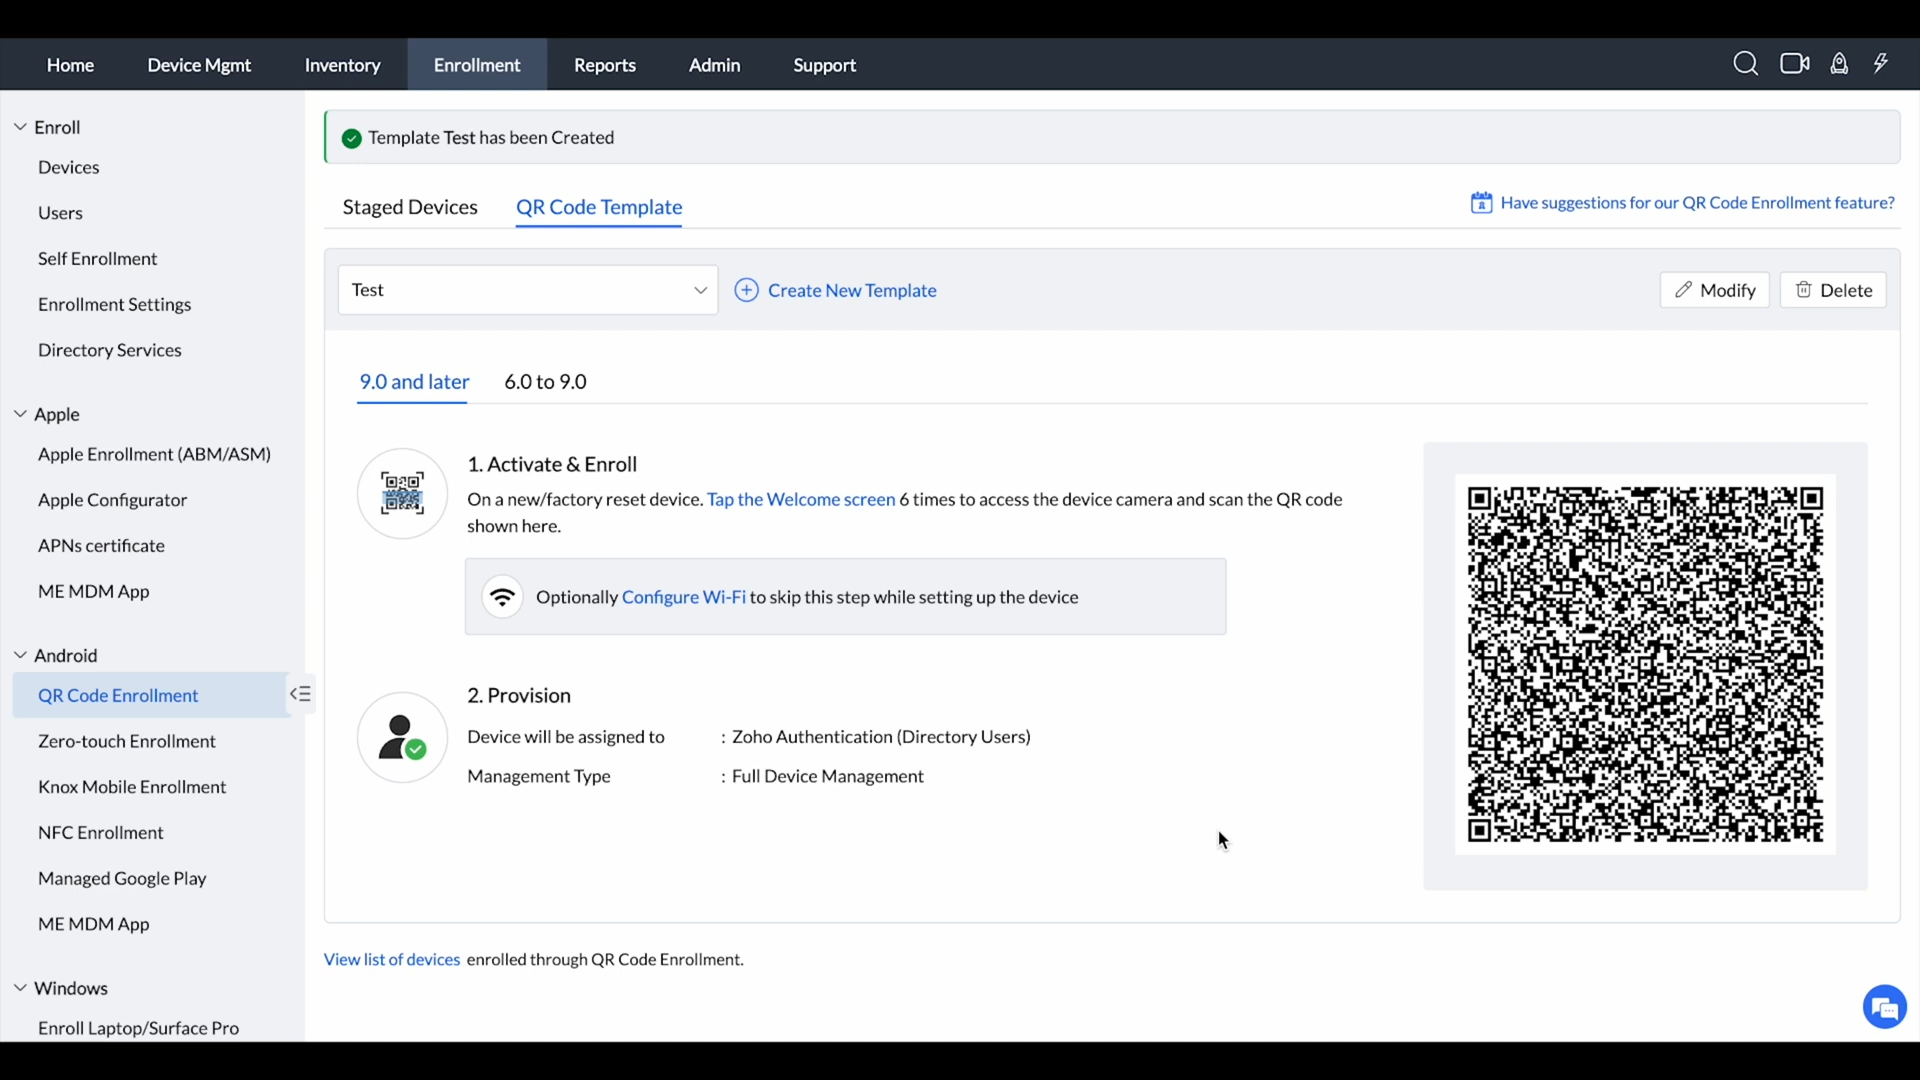 Home
Device Mgmt
Inventory
Enrollment
Reports
Admin
Support
Enroll
Devices
Users
Self Enrollment
Enrollment Settings
Directory Services
Apple
Apple Enrollment (ABM/ASM)
Apple Configurator
APNs certificate
ME MDM App
Android
QR Code Enrollment
Zero-touch Enrollment
Knox Mobile Enrollment
NFC Enrollment
Managed Google Play
ME MDM App
Windows
Enroll Laptop/Surface Pro
Template Test has been Created
Staged Devices
QR Code Template
Have suggestions for our QR Code Enrollment feature?
Test
Create New Template
Modify
Delete
9.0 and later
6.0 to 9.0
1. Activate & Enroll
On a new/factory reset device. Tap the Welcome screen 6 times to access the device camera and scan the QR code
shown here.
Optionally Configure Wi-Fi to skip this step while setting up the device
2. Provision
Device will be assigned to : Zoho Authentication (Directory Users)
Management Type : Full Device Management
View list of devices enrolled through QR Code Enrollment.